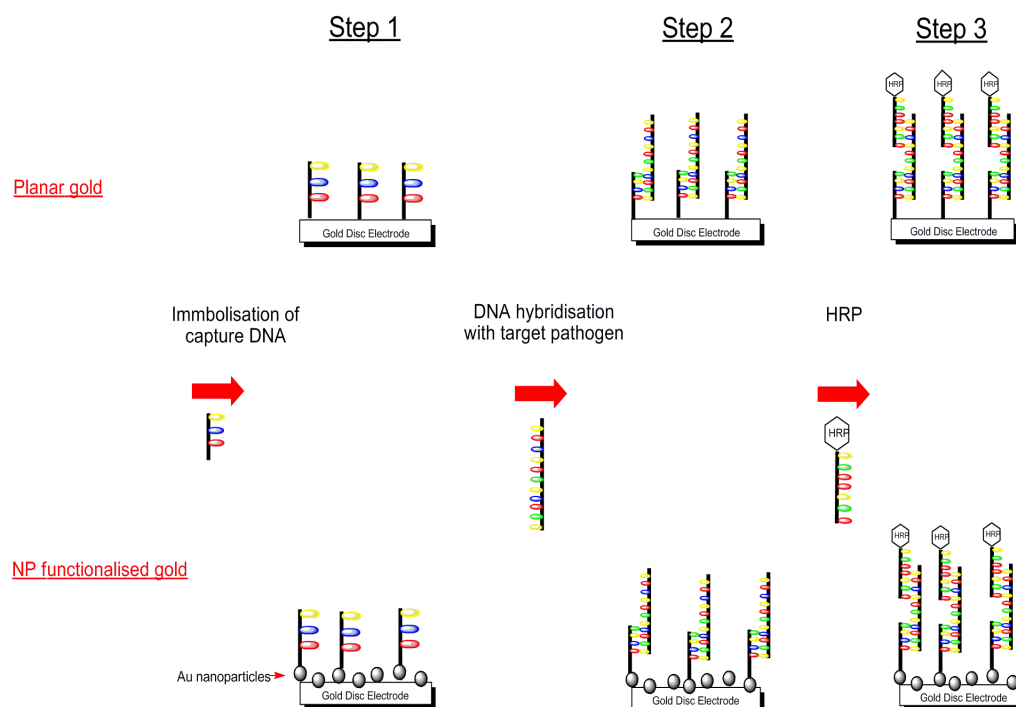 Step 1
Step 2
Step 3
HRP
HRP
HRP
Planar gold
Gold Disc Electrode
Gold Disc Electrode
Gold Disc Electrode
Immbolisation of
capture DNA
DNA hybridisation
with target pathogen
HRP
HRP
NP functionalised gold
HRP
HRP
HRP
Au nanoparticles
Gold Disc Electrode
Gold Disc Electrode
Gold Disc Electrode